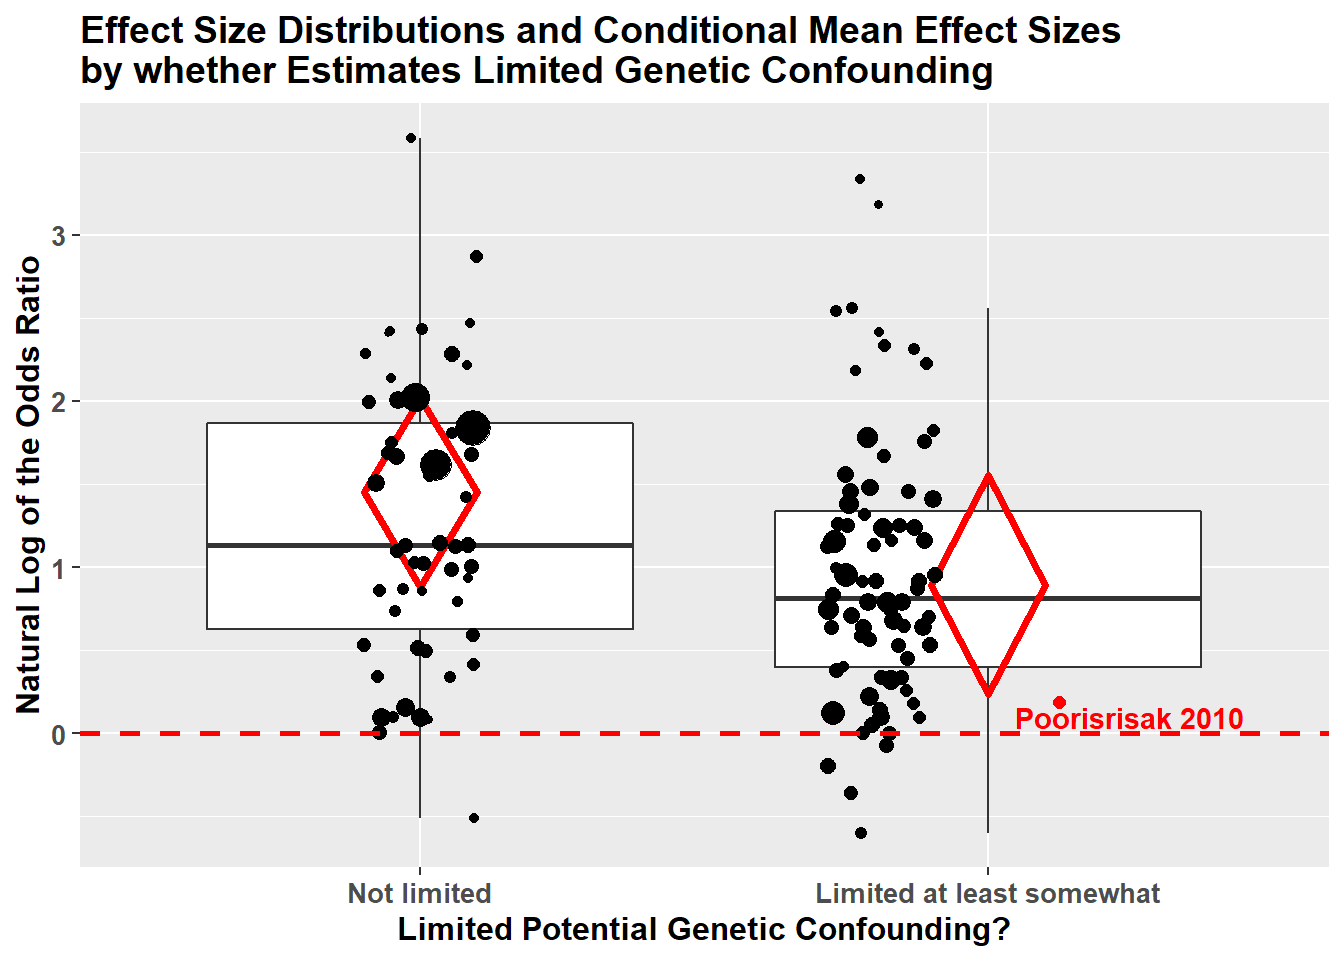 Effect Size Distributions and Conditional Mean Effect Sizes
by whether Estimates Limited Genetic Confounding
Natural Log of the Odds Ratio
3
2
1
0
Poorisrisak 2010
Not limited
Limited at least somewhat
Limited Potential Genetic Confounding?